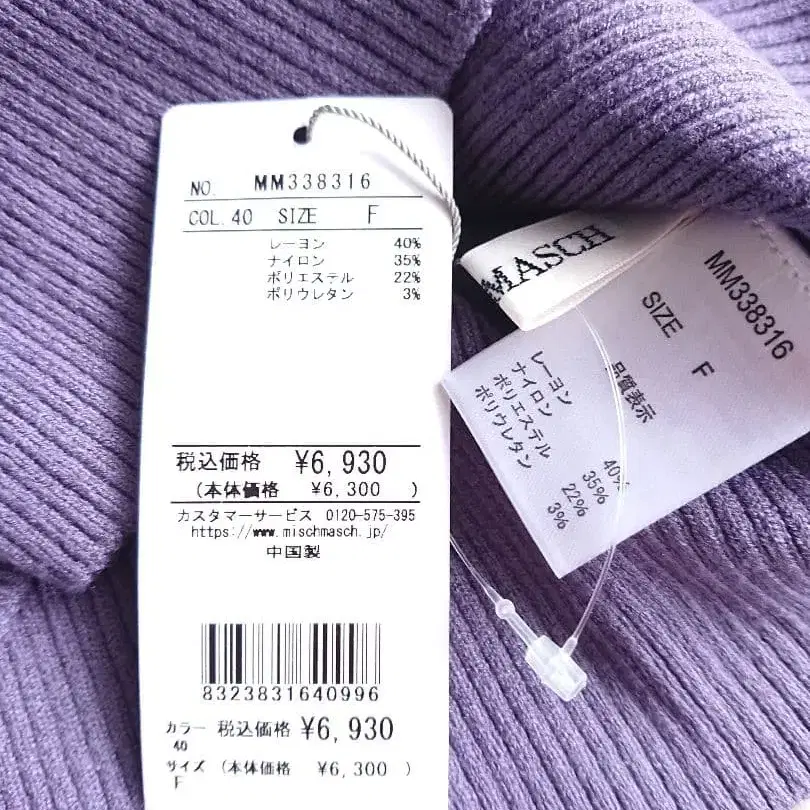 NO. MM338316
COL. 40 SIZE F
レーヨン 40%
ナイロン 35%
ポリエステル 22%
ポリウレタン 3%
税込価格 ¥6,930
(本体価格 ¥6,300 )
カスタマーサービス 0120-575-395
https://www.mischmasch.jp/
中国製
8323831640996
カラー 税込価格 ¥6,930
40
サイズ (本体価格 ¥6,300 )
F
MASCH
MM338316
SIZE F
品質表示
レーヨン 40%
ナイロン 35%
ポリエステル 22%
ポリウレタン 3%